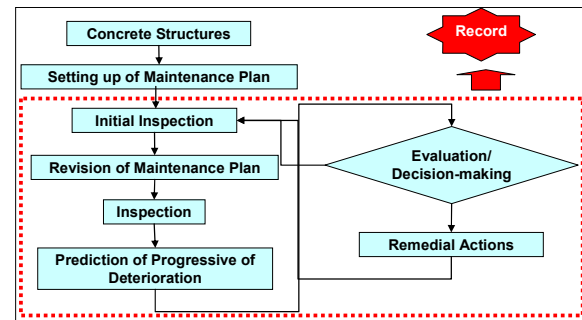 Concrete Structures
Record
Setting up of Maintenance Plan
Initial Inspection
Revision of Maintenance Plan
Evaluation/
Decision-making
Inspection
Remedial Actions
Prediction of Progressive of
Deterioration